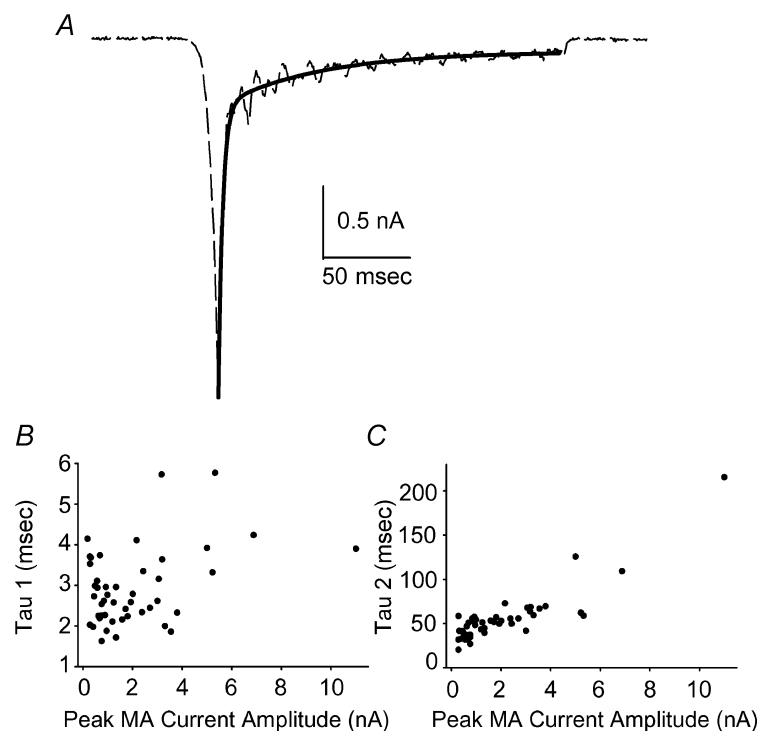 A
0.5 nA
50 msec
B
6
5
4
3
2
1
Tau 1 (msec)
0 2 4 6 8 10
Peak MA Current Amplitude (nA)
C
200
150
100
50
0
Tau 2 (msec)
0 2 4 6 8 10
Peak MA Current Amplitude (nA)